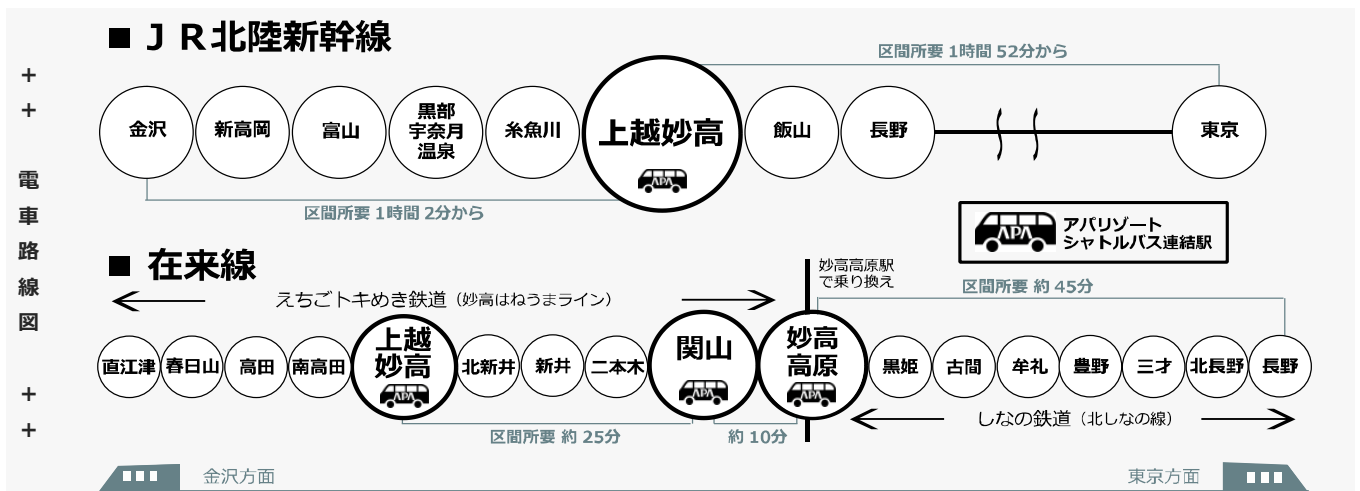 ■ ＪＲ北陸新幹線
区間所要 1時間 52分から
金沢
新高岡
富山
黒部
宇奈月
温泉
糸魚川
上越妙高
APA
飯山
長野
東京
区間所要 1時間 2分から
APA
アパリゾート
シャトルバス連結駅
++
電車路線図
++
■ 在来線
えちごトキめき鉄道（妙高はねうまライン）
妙高高原駅
で乗り換え
区間所要 約 45分
直江津
春日山
高田
南高田
上越
妙高
APA
北新井
新井
二本木
関山
APA
妙高
高原
APA
黒姫
古間
牟礼
豊野
三才
北長野
長野
区間所要 約 25分
約 10分
しなの鉄道（北しなの線）
金沢方面
東京方面